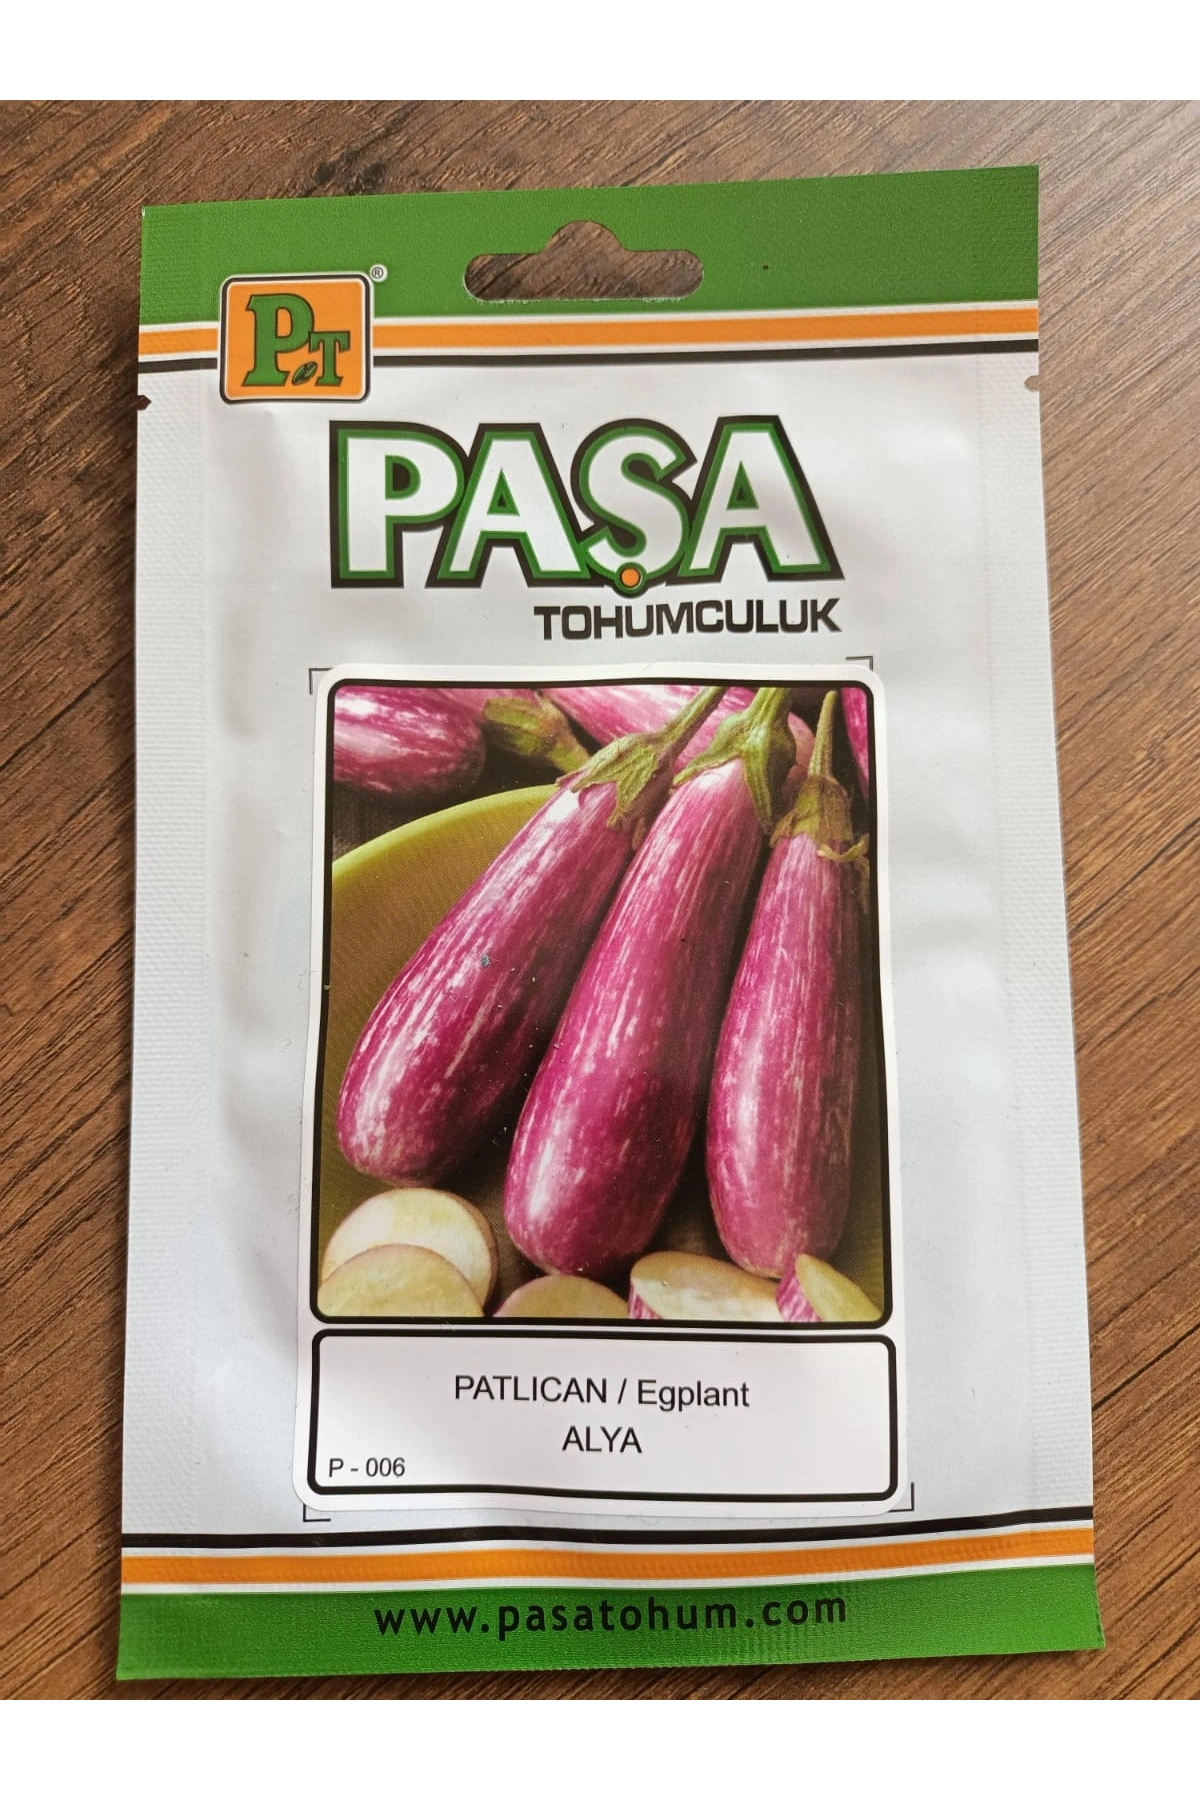 PT®
PAŞA
TOHUMCULUK
PATLICAN / Egplant
ALYA
P - 006
www.pasatohum.com